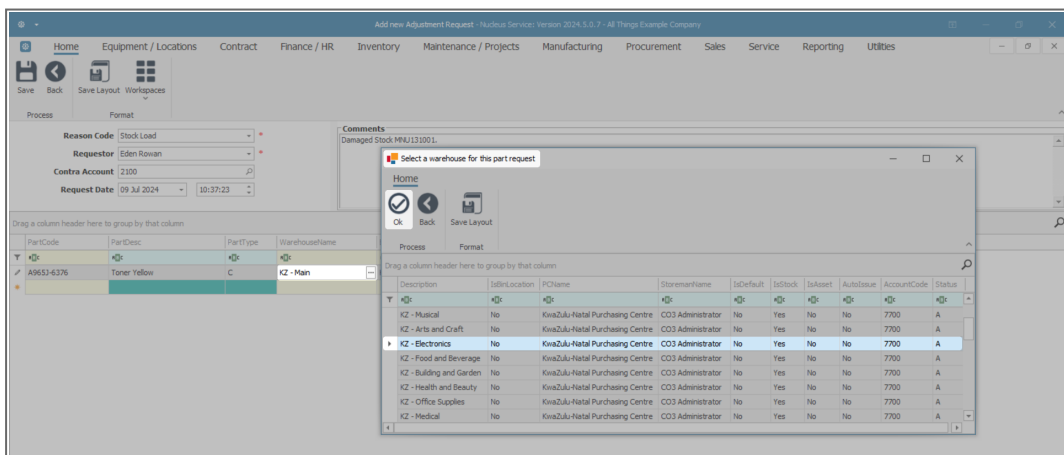 Add new Adjustment Request - Nucleus Service: Version 2024.5.0.7 - All Things Example Company
Home Equipment / Locations Contract Finance / HR Inventory Maintenance / Projects Manufacturing Procurement Sales Service Reporting Utilities
Save Back Save Layout Workspaces
Process Format
Reason Code Stock Load *
Requestor Eden Rowan *
Contra Account 2100
Request Date 09 Jul 2024 10:37:23
Comments
Damaged Stock MNU131001.
Drag a column header here to group by that column
PartCode PartDesc PartType WarehouseName
A965J-6376 Toner Yellow C KZ - Main ...
Select a warehouse for this part request
Home
Ok Back Save Layout
Process Format
Drag a column header here to group by that column
Description IsBinLocation PCName StoremanName IsDefault IsStock IsAsset AutoIssue AccountCode Status
KZ - Musical No KwaZulu-Natal Purchasing Centre CO3 Administrator No Yes No No 7700 A
KZ - Arts and Craft No KwaZulu-Natal Purchasing Centre CO3 Administrator No Yes No No 7700 A
KZ - Electronics No KwaZulu-Natal Purchasing Centre CO3 Administrator No Yes No No 7700 A
KZ - Food and Beverage No KwaZulu-Natal Purchasing Centre CO3 Administrator No Yes No No 7700 A
KZ - Building and Garden No KwaZulu-Natal Purchasing Centre CO3 Administrator No Yes No No 7700 A
KZ - Health and Beauty No KwaZulu-Natal Purchasing Centre CO3 Administrator No Yes No No 7700 A
KZ - Office Supplies No KwaZulu-Natal Purchasing Centre CO3 Administrator No Yes No No 7700 A
KZ - Medical No KwaZulu-Natal Purchasing Centre CO3 Administrator No Yes No No 7700 A